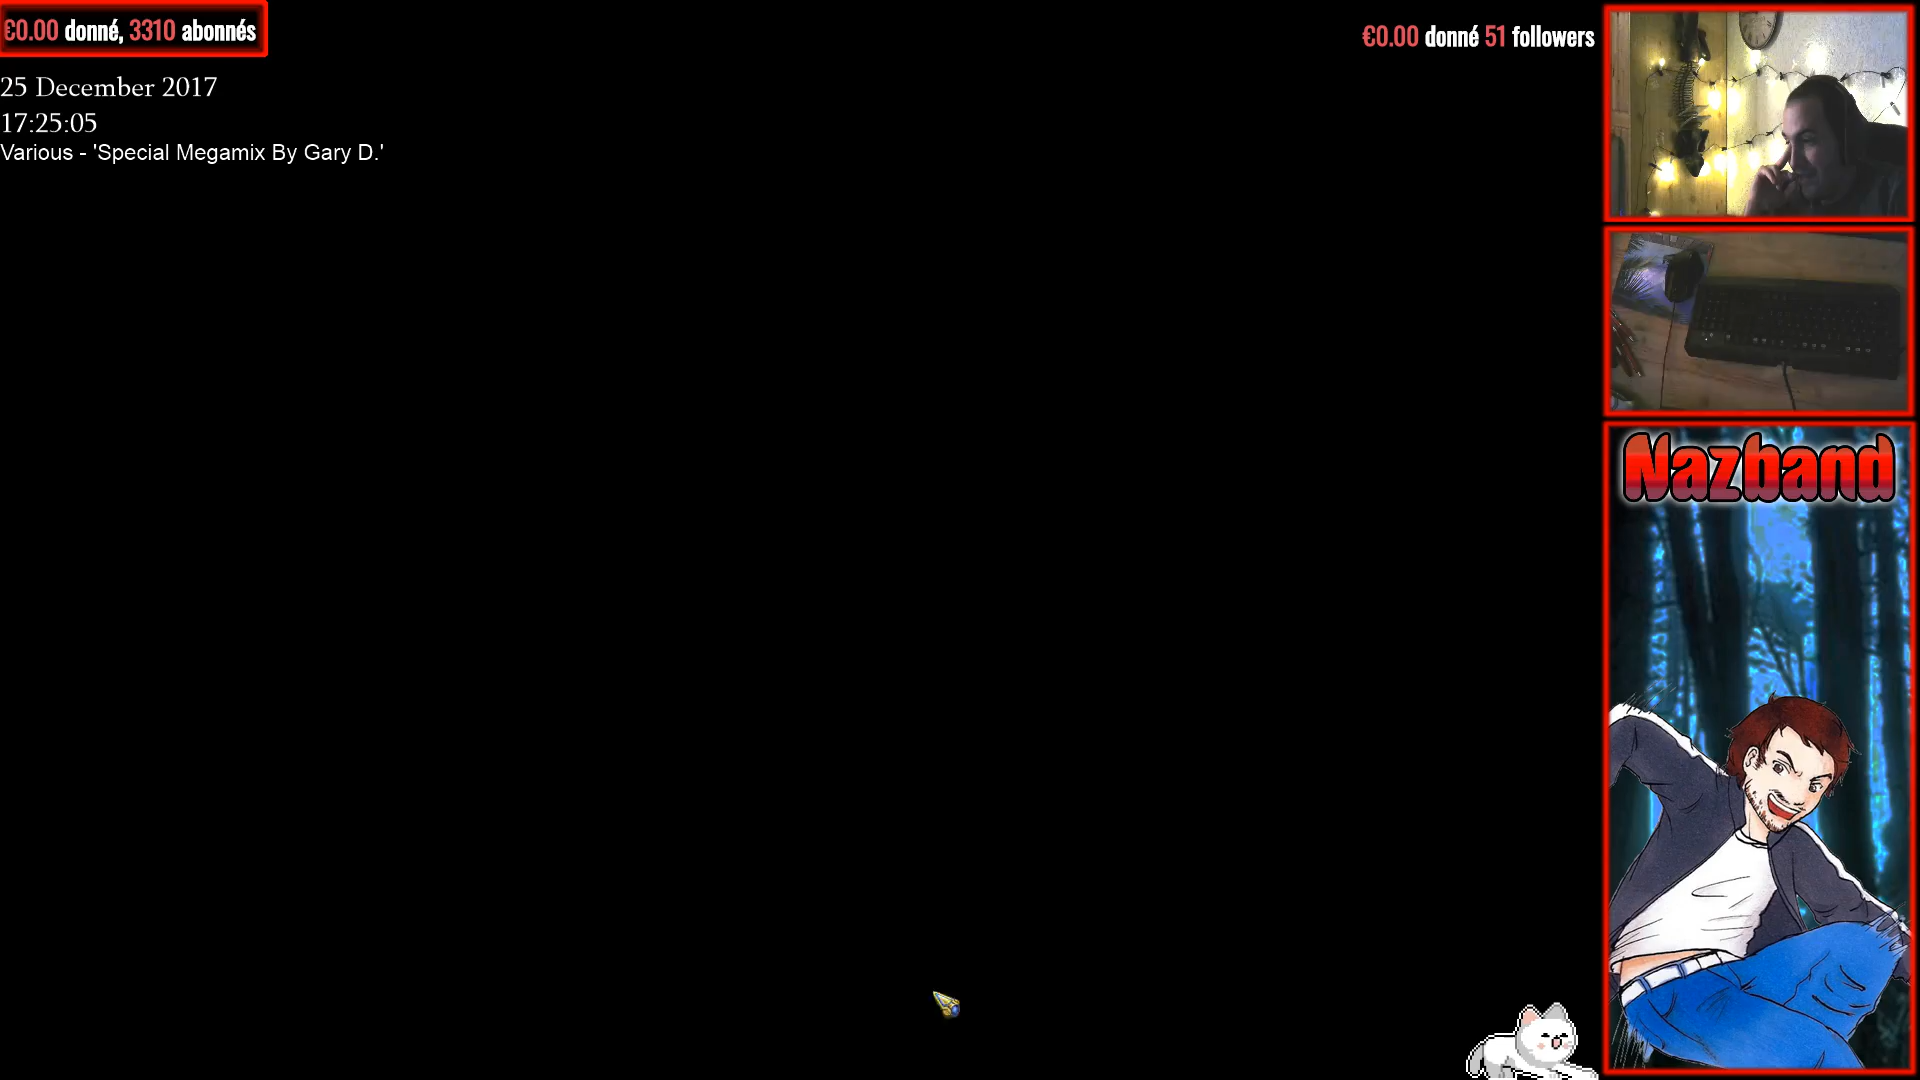 €0.00 donné, 3310 abonnés
€0.00 donné 51 followers
25 December 2017
17:25:05
Various - 'Special Megamix By Gary D.'
Nazband